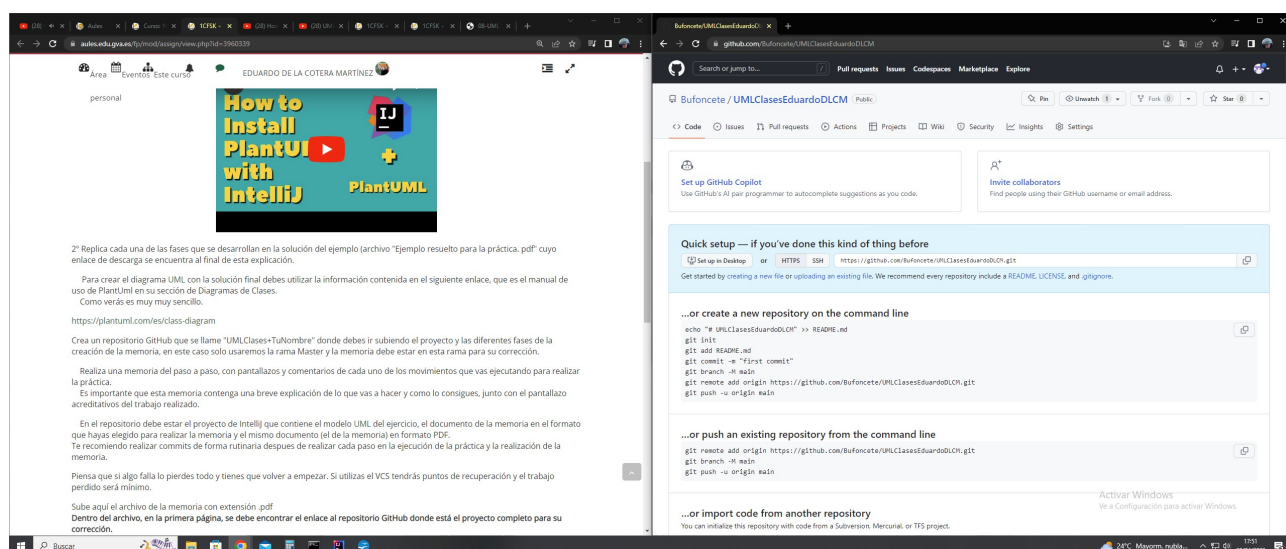 aules.edu.gva.es/fp/mod/assign/view.php?id=3960339
Área personal
Eventos
Este curso
EDUARDO DE LA COTERA MARTÍNEZ
How to
Install
PlantUML
with
IntelliJ
IJ
+
PlantUML
2º Replica cada una de las fases que se desarrollan en la solución del ejemplo (archivo "Ejemplo resuelto para la práctica. pdf" cuyo
enlace de descarga se encuentra al final de esta explicación.
Para crear el diagrama UML con la solución final debes utilizar la información contenida en el siguiente enlace, que es el manual de
uso de PlantUml en su sección de Diagramas de Clases.
Como verás es muy muy sencillo.
https://plantuml.com/es/class-diagram
Crea un repositorio GitHub que se llame "UMLClases+TuNombre" donde debes ir subiendo el proyecto y las diferentes fases de la
creación de la memoria, en este caso solo usaremos la rama Master y la memoria debe estar en esta rama para su corrección.
Realiza una memoria del paso a paso, con pantallazos y comentarios de cada uno de los movimientos que vas ejecutando para realizar
la práctica.
Es importante que esta memoria contenga una breve explicación de lo que vas a hacer y como lo consigues, junto con el pantallazo
acreditativos del trabajo realizado.
En el repositorio debe estar el proyecto de IntelliJ que contiene el modelo UML del ejercicio, el documento de la memoria en el formato
que hayas elegido para realizar la memoria y el mismo documento (el de la memoria) en formato PDF.
Te recomiendo realizar commits de forma rutinaria despues de realizar cada paso en la ejecución de la práctica y la realización de la
memoria.
Piensa que si algo falla lo pierdes todo y tienes que volver a empezar. Si utilizas el VCS tendrás puntos de recuperación y el trabajo
perdido será mínimo.
Sube aquí el archivo de la memoria con extensión .pdf
Dentro del archivo, en la primera página, se debe encontrar el enlace al repositorio GitHub donde está el proyecto completo para su
corrección.
Buscar
Bufoncete/UMLClasesEduardoD
github.com/Bufoncete/UMLClasesEduardoDLCM
Search or jump to...
/
Pull requests Issues Codespaces Marketplace Explore
Bufoncete / UMLClasesEduardoDLCM Public
Pin Unwatch 1 Fork 0 Star 0
Code Issues Pull requests Actions Projects Wiki Security Insights Settings
Set up GitHub Copilot
Use GitHub's AI pair programmer to autocomplete suggestions as you code.
Invite collaborators
Find people using their GitHub username or email address.
Quick setup — if you've done this kind of thing before
Set up in Desktop or HTTPS SSH https://github.com/Bufoncete/UMLClasesEduardoDLCM.git
Get started by creating a new file or uploading an existing file. We recommend every repository include a README, LICENSE, and .gitignore.
...or create a new repository on the command line
echo "# UMLClasesEduardoDLCM" >> README.md
git init
git add README.md
git commit -m "first commit"
git branch -M main
git remote add origin https://github.com/Bufoncete/UMLClasesEduardoDLCM.git
git push -u origin main
...or push an existing repository from the command line
git remote add origin https://github.com/Bufoncete/UMLClasesEduardoDLCM.git
git branch -M main
git push -u origin main
...or import code from another repository
You can initialize this repository with code from a Subversion, Mercurial, or TFS project.
Activar Windows
Ve a Configuración para activar Windows.
24°C Mayorm. nubla...
17:51